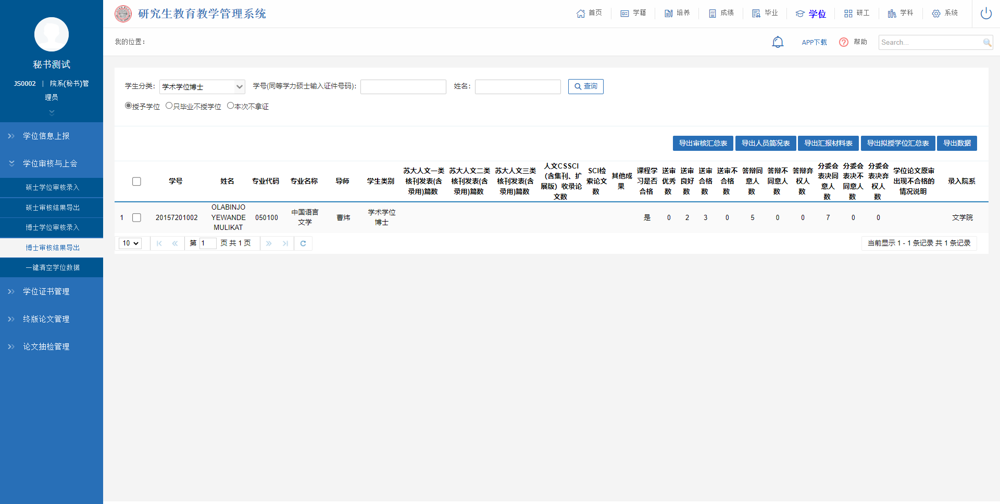 研究生教育教学管理系统
首页
学籍
培养
成绩
毕业
学位
研工
学科
系统
我的位置：
APP下载
帮助
Search...
秘书测试
JS0002 | 院系(秘书)管
理员
学位信息上报
学位审核与上会
硕士学位审核录入
硕士审核结果导出
博士学位审核录入
博士审核结果导出
一键清空学位数据
学位证书管理
终版论文管理
论文抽检管理
学生分类: 学术学位博士 学号(同等学力硕士输入证件号码): 姓名: 查询
授予学位 只毕业不授学位 本次不拿证
导出审核汇总表 导出人员简况表 导出汇报材料表 导出拟授学位汇总表 导出数据
学号
姓名
专业代码
专业名称
导师
学生类别
苏大人文一类
核刊发表(含
录用)篇数
苏大人文二类
核刊发表(含
录用)篇数
苏大人文三类
核刊发表(含
录用)篇数
人文CSSCI
（含集刊、扩
展版）收录论
文数
SCI检
索论文
数
其他成
果
课程学
习是否
合格
送审
优秀
数
送审
良好
数
送审
合格
数
送审不
合格
数
答辩同
意人
数
答辩不
同意人
数
答辩弃
权人
数
分委会
表决同
意人
数
分委会
表决不
同意人
数
分委会
表决弃
权人
数
学位论文原审
出现不合格的
情况说明
录入院系
1
20157201002
OLABINJO
YEWANDE
MULIKAT
050100
中国语言
文学
曹炜
学术学位
博士
是
0
2
3
0
5
0
0
7
0
0
文学院
10 第 1 页 共 1 页
当前显示 1 - 1 条记录 共 1 条记录